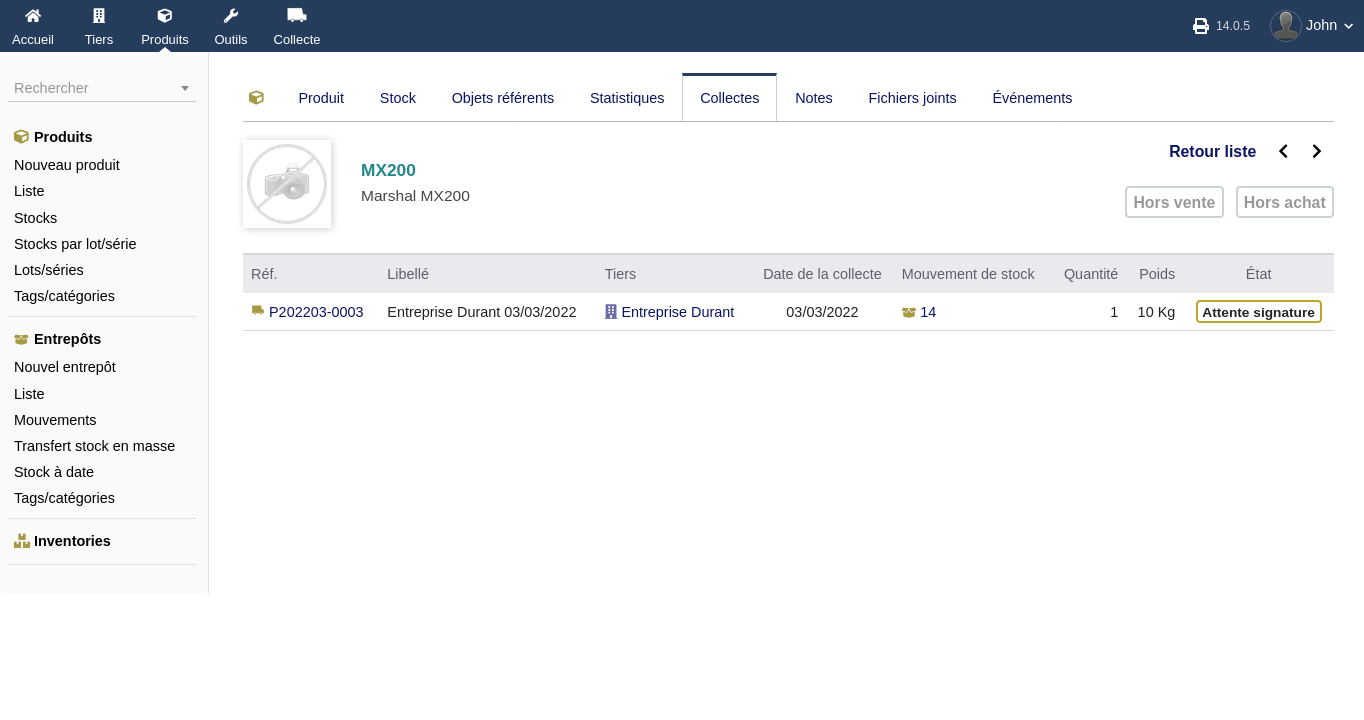 Accueil Tiers Produits Outils Collecte 14.0.5 John
Rechercher
Produits
Nouveau produit
Liste
Stocks
Stocks par lot/série
Lots/séries
Tags/catégories
Entrepôts
Nouvel entrepôt
Liste
Mouvements
Transfert stock en masse
Stock à date
Tags/catégories
Inventories
Produit Stock Objets référents Statistiques Collectes Notes Fichiers joints Événements
MX200
Marshal MX200
Retour liste
Hors vente Hors achat
Réf. Libellé Tiers Date de la collecte Mouvement de stock Quantité Poids État
P202203-0003 Entreprise Durant 03/03/2022 Entreprise Durant 03/03/2022 14 1 10 Kg Attente signature